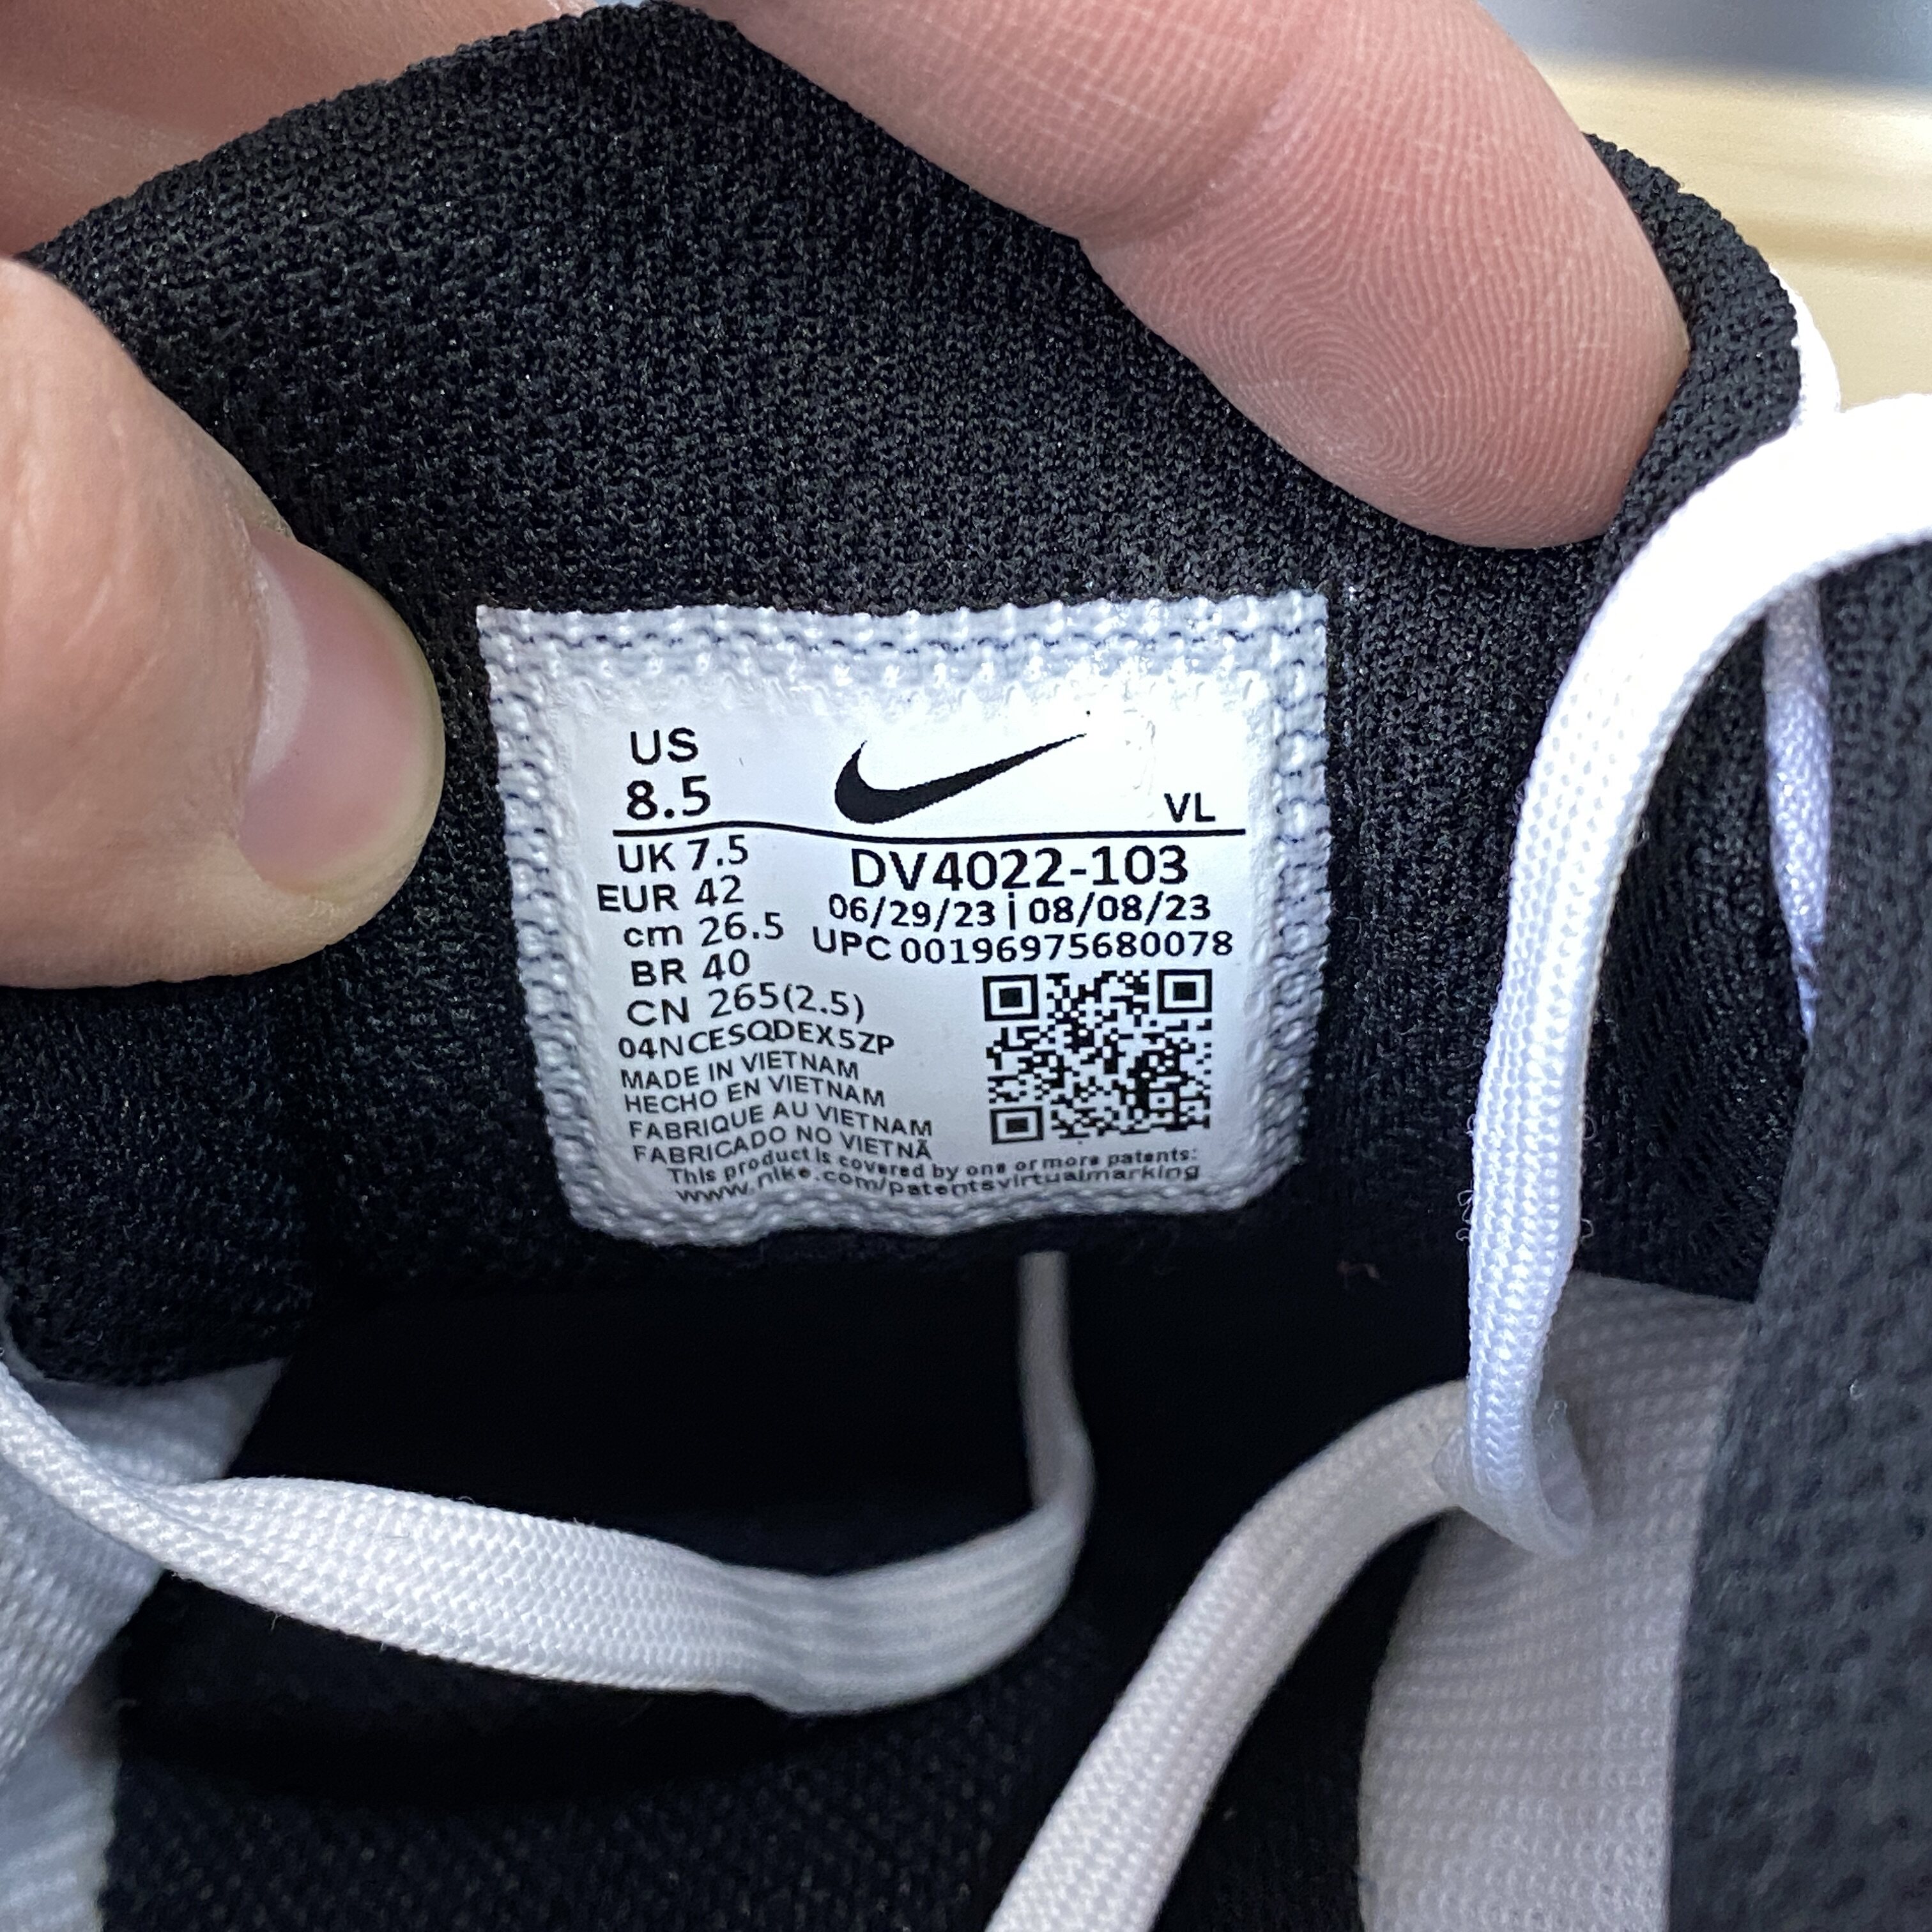 US
8.5
VL
UK 7.5
EUR 42
cm 26.5
BR 40
CN 265(2.5)
04NCESQDEX5ZP
DV4022-103
06/29/23 | 08/08/23
UPC 00196975680078
MADE IN VIETNAM
HECHO EN VIETNAM
FABRIQUE AU VIETNAM
FABRICADO NO VIETNÃ
This product is covered by one or more patents:
www.nike.com/patentsvirtualmarking